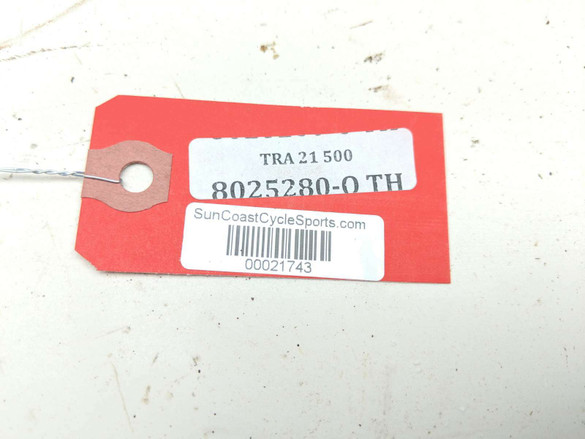 TRA 21 500
8025280-O TH
SunCoastCycleSports.com
00021743